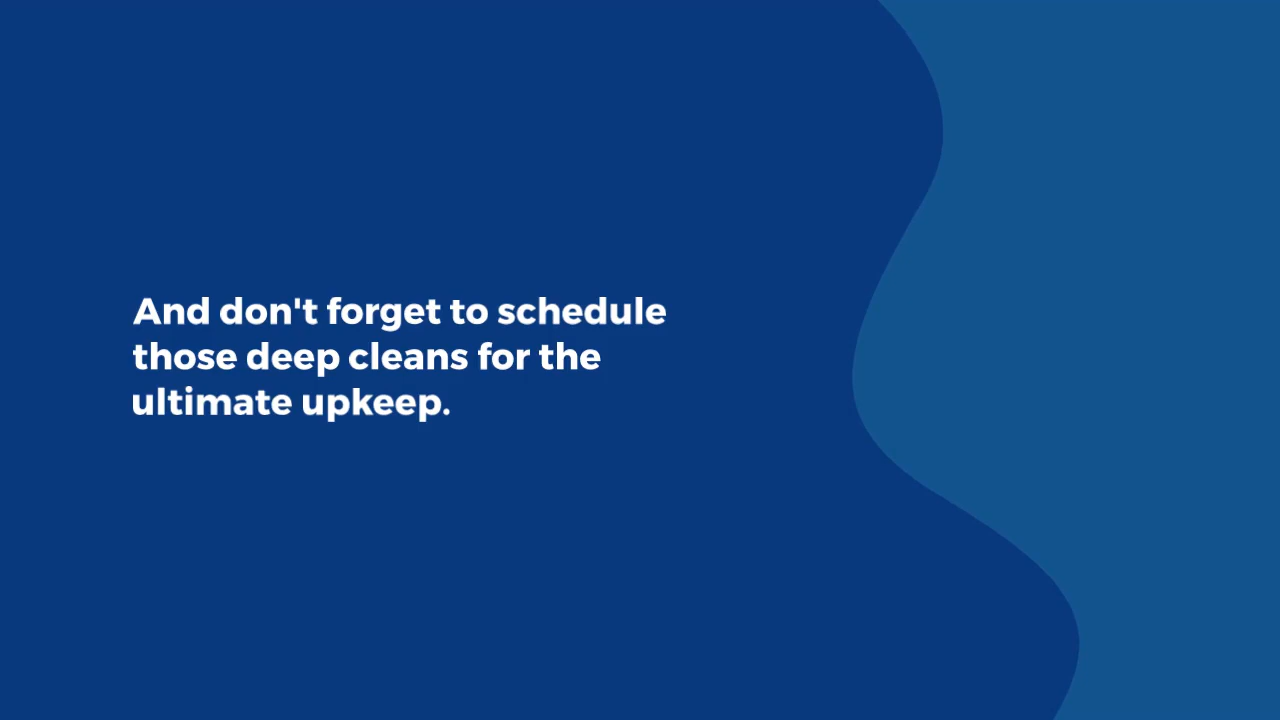 And don't forget to schedule
those deep cleans for the
ultimate upkeep.